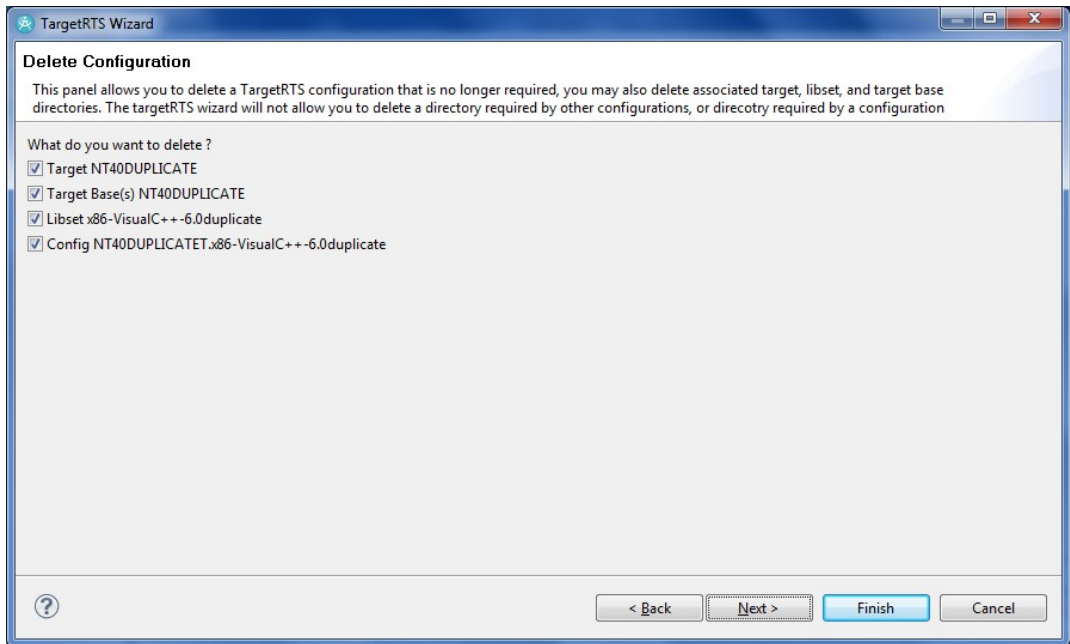 TargetRTS Wizard
Delete Configuration
This panel allows you to delete a TargetRTS configuration that is no longer required, you may also delete associated target, libset, and target base
directories. The targetRTS wizard will not allow you to delete a directory required by other configurations, or direcotry required by a configuration
What do you want to delete ?
Target NT40DUPLICATE
Target Base(s) NT40DUPLICATE
Libset x86-VisualC++-6.0duplicate
Config NT40DUPLICATET.x86-VisualC++-6.0duplicate
? < Back Next > Finish Cancel